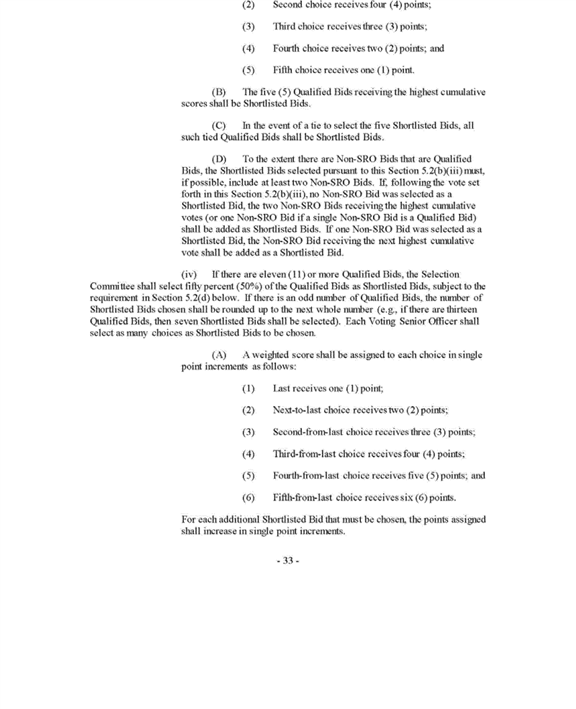 (2) Second choice receives four (4) points;
(3) Third choice receives three (3) points;
(4) Fourth choice receives two (2) points; and
(5) Fifth choice receives one (1) point.
(B) The five (5) Qualified Bids receiving the highest cumulative
scores shall be Shortlisted Bids.
(C) In the event of a tie to select the five Shortlisted Bids, all
such tied Qualified Bids shall be Shortlisted Bids.
(D) To the extent there are Non-SRO Bids that are Qualified
Bids, the Shortlisted Bids selected pursuant to this Section 5.2(b)(iii) must,
if possible, include at least two Non-SRO Bids. If, following the vote set
forth in this Section 5.2(b)(iii), no Non-SRO Bid was selected as a
Shortlisted Bid, the two Non-SRO Bids receiving the highest cumulative
votes (or one Non-SRO Bid if a single Non-SRO Bid is a Qualified Bid)
shall be added as Shortlisted Bids. If one Non-SRO Bid was selected as a
Shortlisted Bid, the Non-SRO Bid receiving the next highest cumulative
vote shall be added as a Shortlisted Bid.
(iv) If there are eleven (11) or more Qualified Bids, the Selection
Committee shall select fifty percent (50%) of the Qualified Bids as Shortlisted Bids, subject to the
requirement in Section 5.2(d) below. If there is an odd number of Qualified Bids, the number of
Shortlisted Bids chosen shall be rounded up to the next whole number (e.g., if there are thirteen
Qualified Bids, then seven Shortlisted Bids shall be selected). Each Voting Senior Officer shall
select as many choices as Shortlisted Bids to be chosen.
(A) A weighted score shall be assigned to each choice in single
point increments as follows:
(1) Last receives one (1) point;
(2) Next-to-last choice receives two (2) points;
(3) Second-from-last choice receives three (3) points;
(4) Third-from-last choice receives four (4) points;
(5) Fourth-from-last choice receives five (5) points; and
(6) Fifth-from-last choice receives six (6) points.
For each additional Shortlisted Bid that must be chosen, the points assigned
shall increase in single point increments.
- 33 -